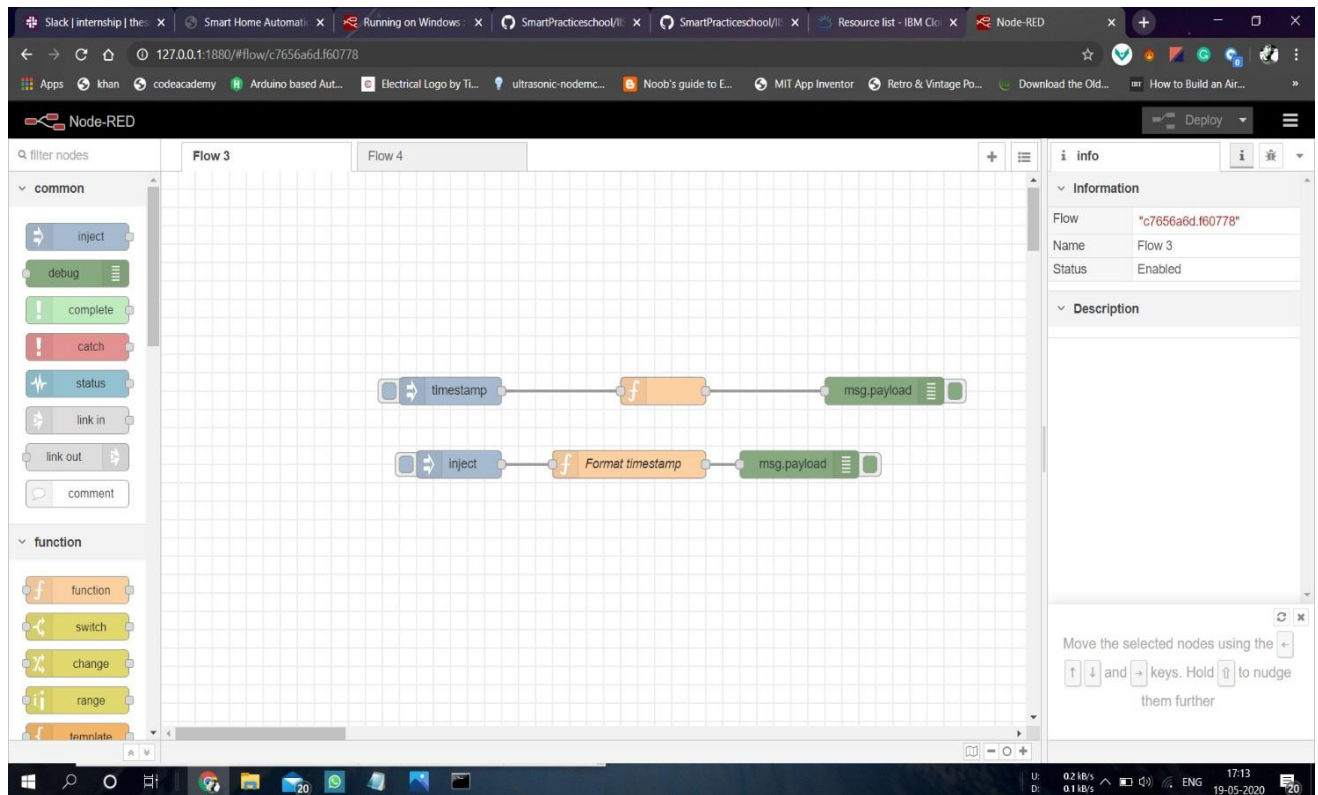 Slack | internship | thes
Smart Home Automatic
Running on Windows :
SmartPracticeschool/
SmartPracticeschool/
Resource list - IBM Clo
Node-RED
127.0.0.1:1880/#flow/c7656a6d.f60778
Apps
khan
codeacademy
Arduino based Aut...
Electrical Logo by Ti...
ultrasonic-nodemc...
Noob's guide to E...
MIT App Inventor
Retro & Vintage Po...
Download the Old...
How to Build an Air...
»
Node-RED
Deploy
filter nodes
Flow 3
Flow 4
i info
common
inject
debug
complete
catch
status
link in
link out
comment
function
function
switch
change
range
template
timestamp
msg.payload
inject
Format timestamp
msg.payload
Information
Flow "c7656a6d.f60778"
Name Flow 3
Status Enabled
Description
Move the selected nodes using the ←
↑ ↓ and → keys. Hold ⇧ to nudge
them further
20
U: 0.2 kB/s
D: 0.1 kB/s
ENG
17:13
19-05-2020
20